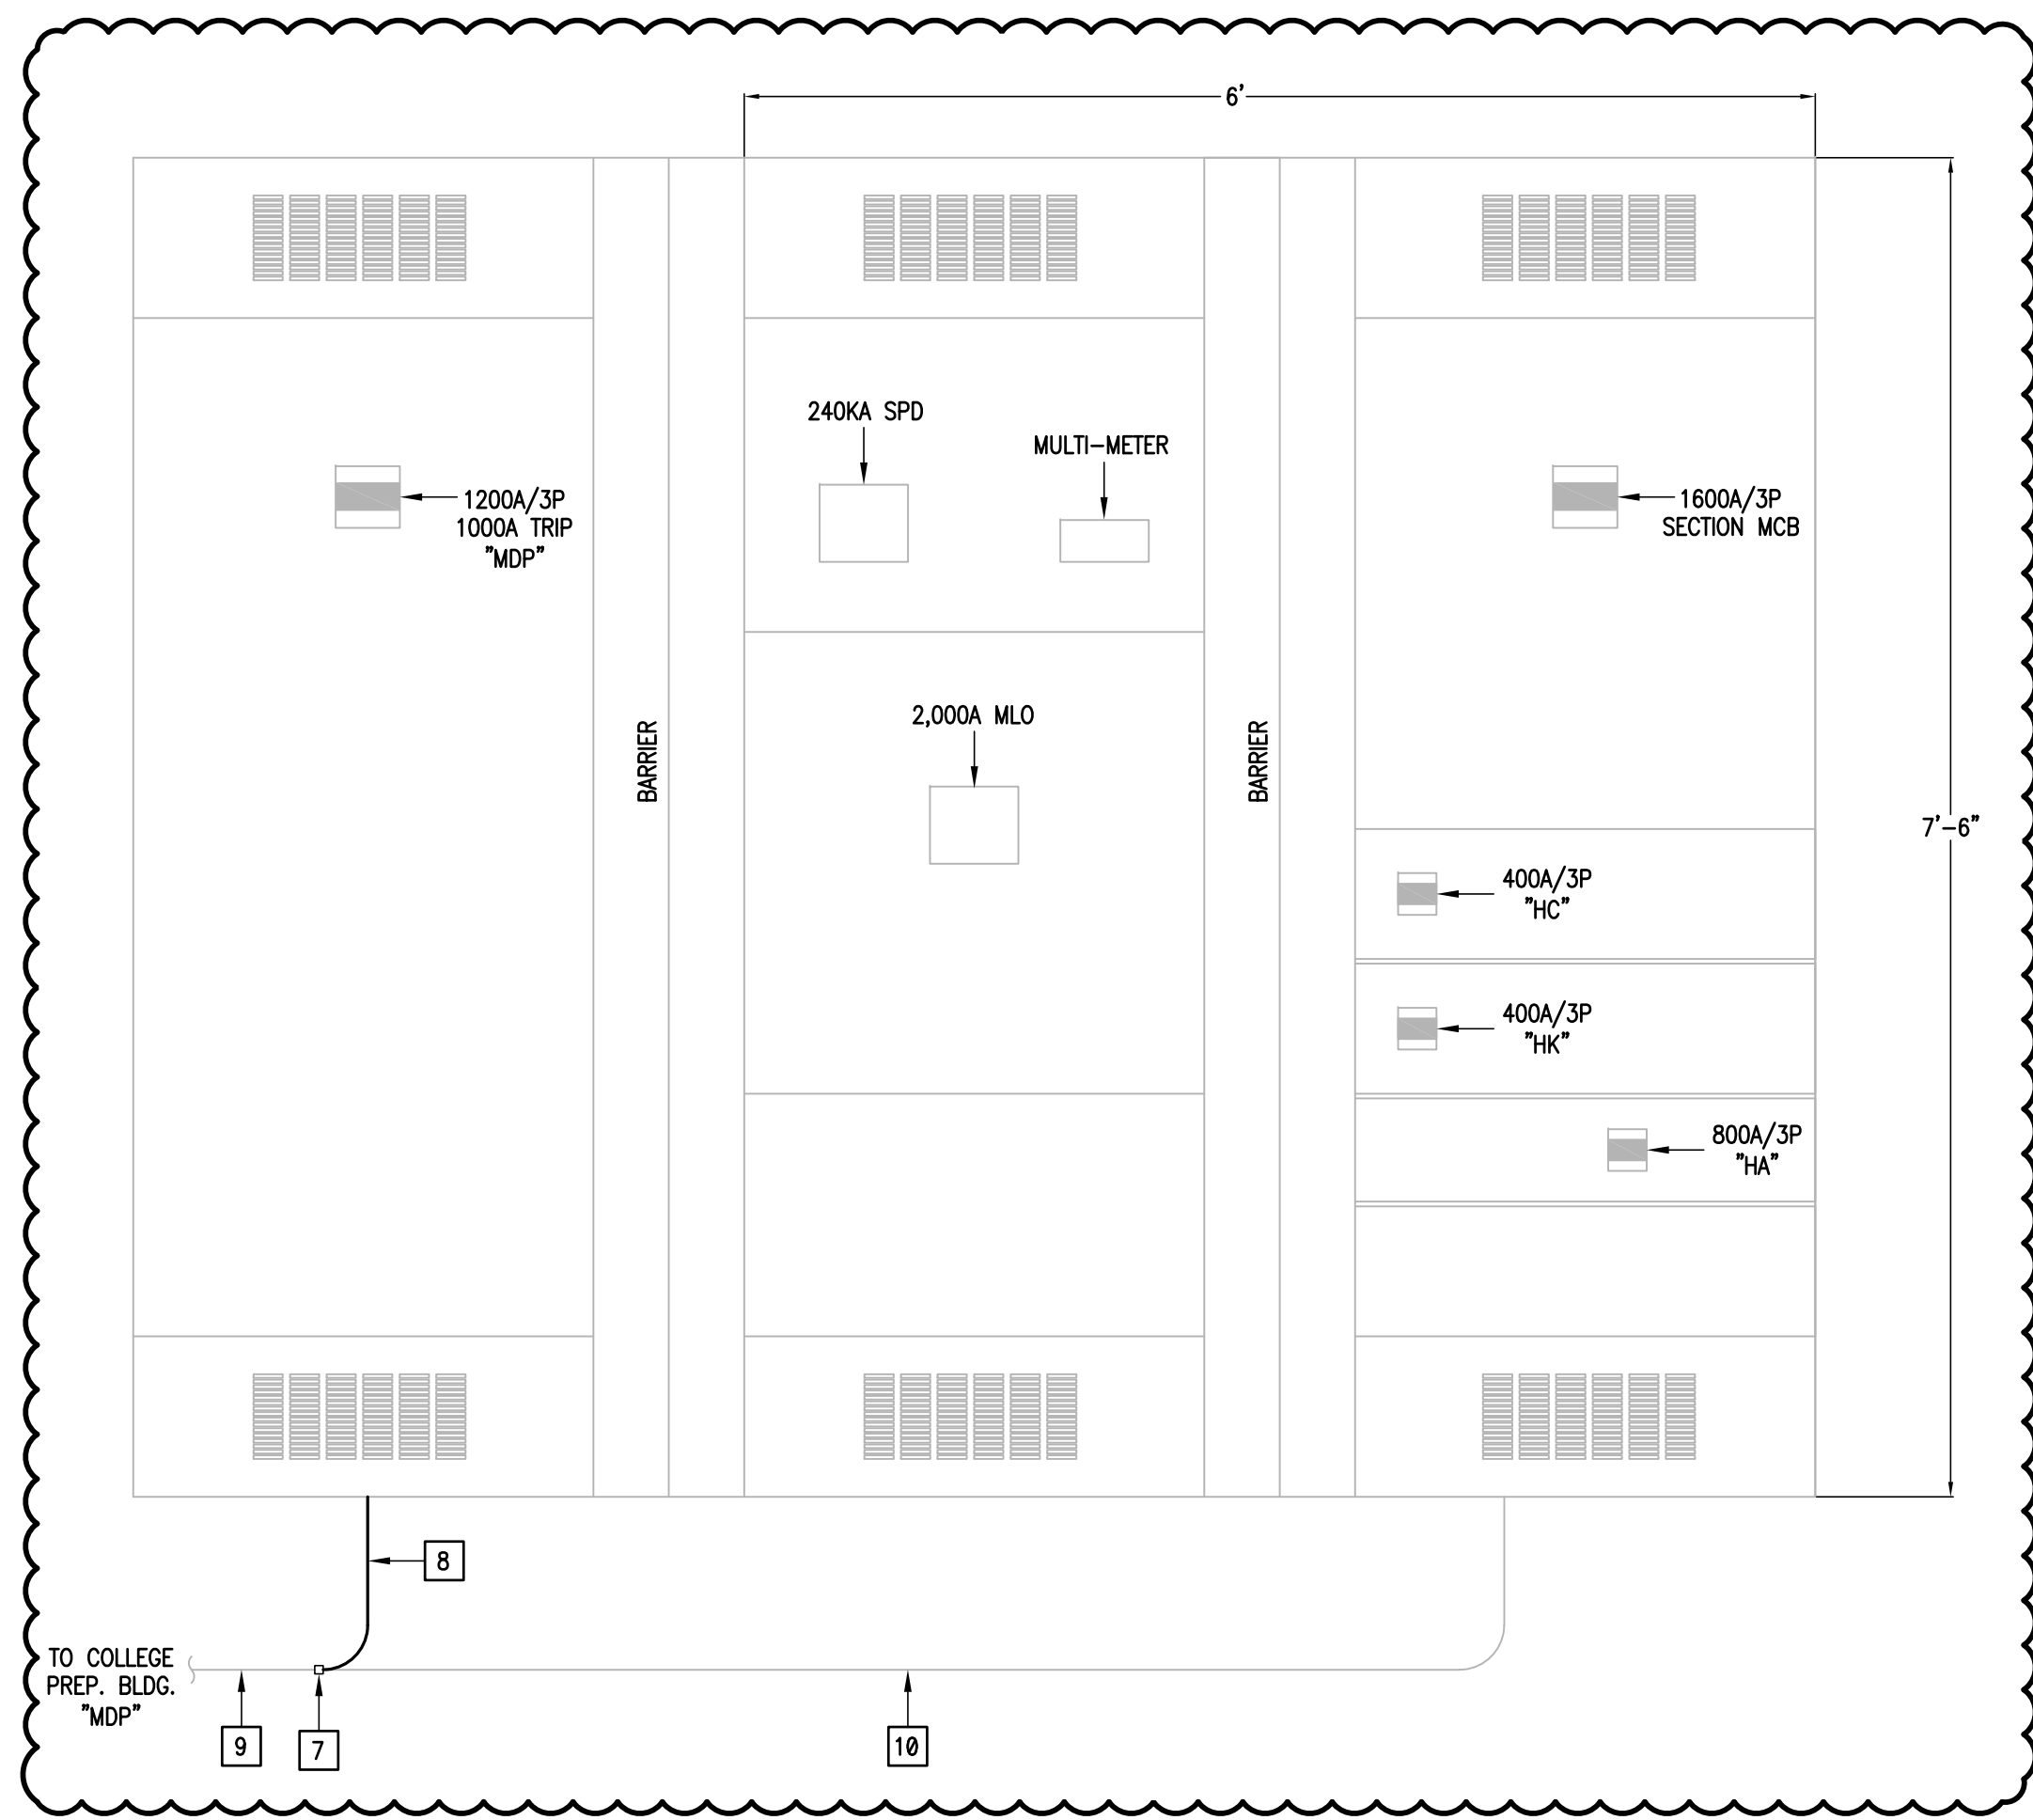 6'
240KA SPD
MULTI-METER
1200A/3P
1000A TRIP
"MDP"
1600A/3P
SECTION MCB
BARRIER
2,000A MLO
BARRIER
7'-6"
400A/3P
"HC"
400A/3P
"HK"
800A/3P
"HA"
8
TO COLLEGE
PREP. BLDG.
"MDP"
9
7
10